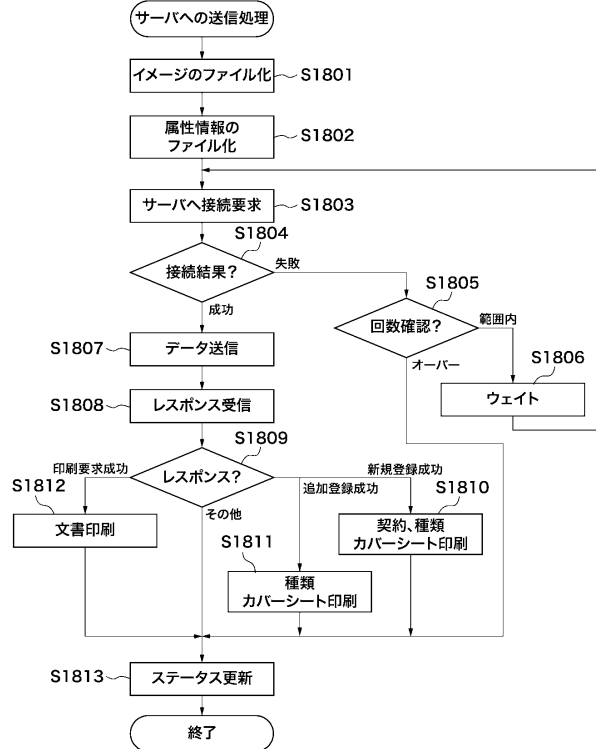 サーバへの送信処理
イメージのファイル化
S1801
属性情報の
ファイル化
S1802
サーバへ接続要求
S1803
S1804
接続結果?
失敗
成功
S1805
回数確認?
範囲内
オーバー
S1806
ウェイト
S1807
データ送信
S1808
レスポンス受信
S1809
レスポンス?
印刷要求成功
その他
追加登録成功
新規登録成功
S1812
文書印刷
S1810
契約、種類
カバーシート印刷
S1811
種類
カバーシート印刷
S1813
ステータス更新
終了